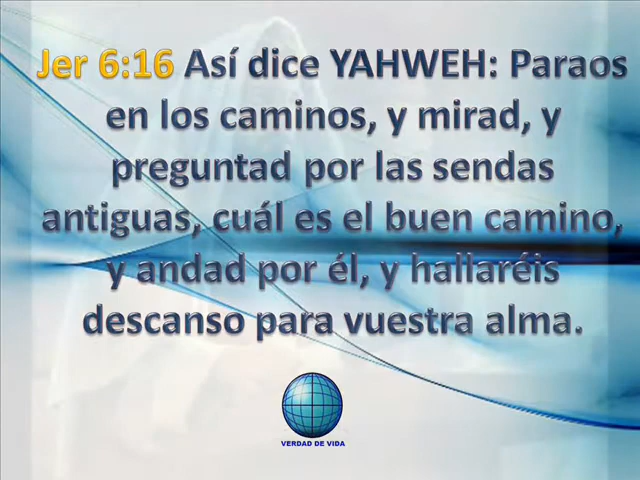 Jer 6:16 Así dice YAHWEH: Paraos
en los caminos, y mirad, y
preguntad por las sendas
antiguas, cuál es el buen camino,
y andad por él, y hallaréis
descanso para vuestra alma.
VERDAD DE VIDA